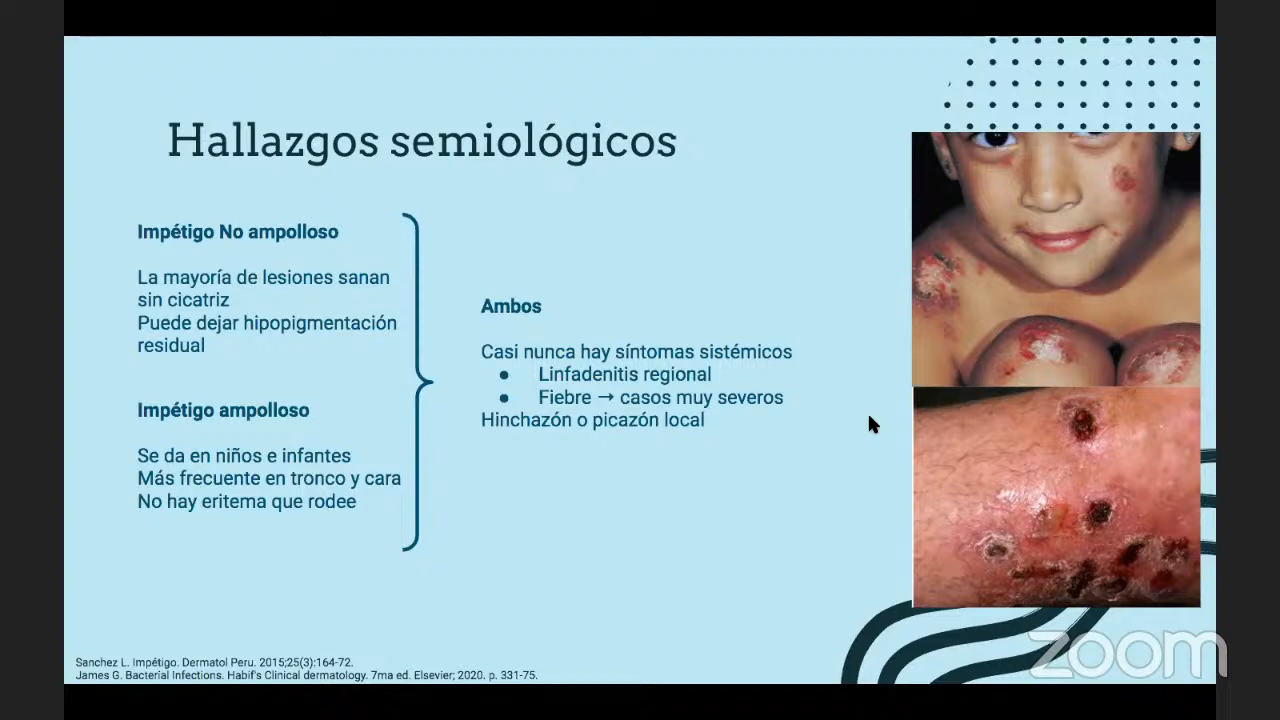 Hallazgos semiológicos
Impétigo No ampolloso
La mayoría de lesiones sanan
sin cicatriz
Puede dejar hipopigmentación
residual
Impétigo ampolloso
Se da en niños e infantes
Más frecuente en tronco y cara
No hay eritema que rodee
Ambos
Casi nunca hay síntomas sistémicos
● Linfadenitis regional
● Fiebre → casos muy severos
Hinchazón o picazón local
Sanchez L. Impétigo. Dermatol Peru. 2015;25(3):164-72.
James G. Bacterial Infections. Habif's Clinical dermatology. 7ma ed. Elsevier; 2020. p. 331-75.
zoom